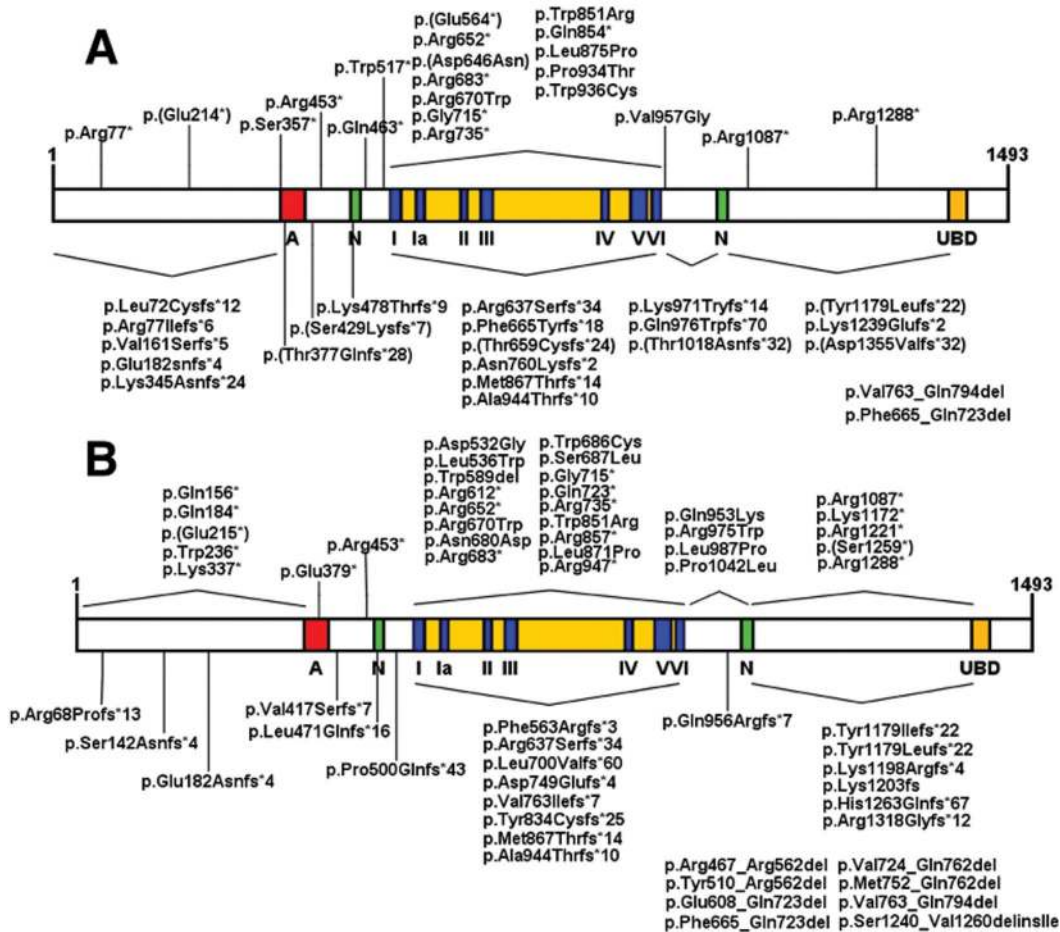 A
p.Arg77*
p.(Glu214*)
p.Ser357*
p.Arg453*
p.Gln463*
p.Trp517*
p.(Glu564*)
p.Arg652*
p.(Asp646Asn)
p.Arg683*
p.Arg670Trp
p.Gly715*
p.Arg735*
p.Trp851Arg
p.Gln854*
p.Leu875Pro
p.Pro934Thr
p.Trp936Cys
p.Val957Gly
p.Arg1087*
p.Arg1288*
1
1493
A N I Ia II III IV V VI N UBD
p.Leu72Cysfs*12
p.Arg77Ilefs*6
p.Val161Serfs*5
p.Glu182snfs*4
p.Lys345Asnfs*24
p.Lys478Thrfs*9
p.(Ser429Lysfs*7)
p.(Thr377Glnfs*28)
p.Arg637Serfs*34
p.Phe665Tyrfs*18
p.(Thr659Cysfs*24)
p.Asn760Lysfs*2
p.Met867Thrfs*14
p.Ala944Thrfs*10
p.Lys971Tryfs*14
p.Gln976Trpfs*70
p.(Thr1018Asnfs*32)
p.(Tyr1179Leufs*22)
p.Lys1239Glufs*2
p.(Asp1355Valfs*32)
p.Val763_Gln794del
p.Phe665_Gln723del
B
p.Gln156*
p.Gln184*
p.(Glu215*)
p.Trp236*
p.Lys337*
p.Glu379*
p.Arg453*
p.Asp532Gly
p.Leu536Trp
p.Trp589del
p.Arg612*
p.Arg652*
p.Arg670Trp
p.Asn680Asp
p.Arg683*
p.Trp686Cys
p.Ser687Leu
p.Gly715*
p.Gln723*
p.Arg735*
p.Trp851Arg
p.Arg857*
p.Leu871Pro
p.Arg947*
p.Gln953Lys
p.Arg975Trp
p.Leu987Pro
p.Pro1042Leu
p.Arg1087*
p.Lys1172*
p.Arg1221*
p.(Ser1259*)
p.Arg1288*
1
1493
A N I Ia II III IV V VI N UBD
p.Arg68Profs*13
p.Ser142Asnfs*4
p.Glu182Asnfs*4
p.Val417Serfs*7
p.Leu471Glnfs*16
p.Pro500Glnfs*43
p.Phe563Argfs*3
p.Arg637Serfs*34
p.Leu700Valfs*60
p.Asp749Glufs*4
p.Val763Ilefs*7
p.Tyr834Cysfs*25
p.Met867Thrfs*14
p.Ala944Thrfs*10
p.Gln956Argfs*7
p.Tyr1179Ilefs*22
p.Tyr1179Leufs*22
p.Lys1198Argfs*4
p.Lys1203fs
p.His1263Glnfs*67
p.Arg1318Glyfs*12
p.Arg467_Arg562del
p.Tyr510_Arg562del
p.Glu608_Gln723del
p.Phe665_Gln723del
p.Val724_Gln762del
p.Met752_Gln762del
p.Val763_Gln794del
p.Ser1240_Val1260delinsIle